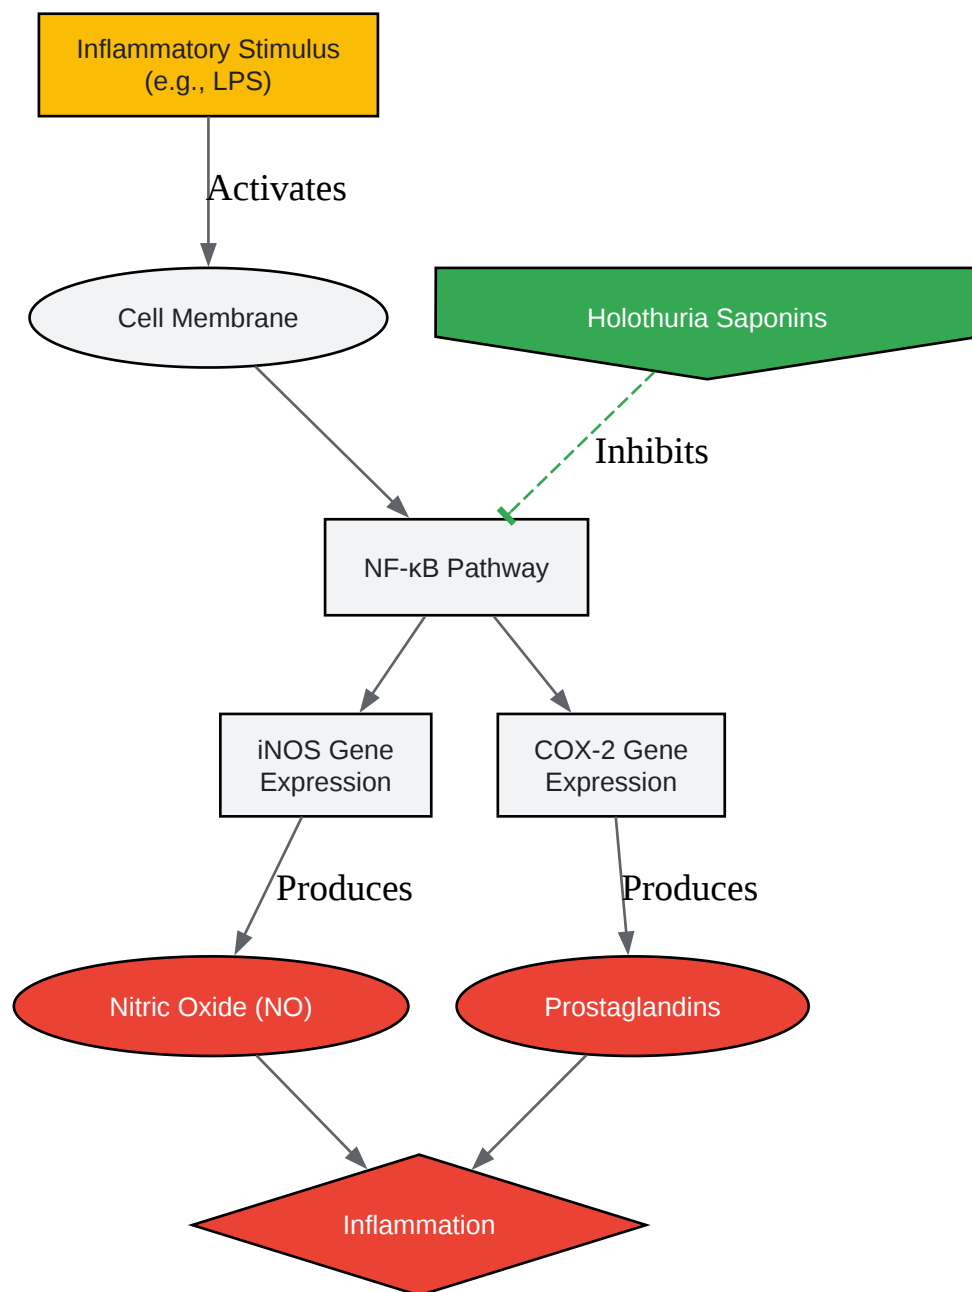 Inflammatory Stimulus
(e.g., LPS)
Activates
Cell Membrane
Holothuria Saponins
Inhibits
NF-κB Pathway
iNOS Gene
Expression
COX-2 Gene
Expression
Produces
Produces
Nitric Oxide (NO)
Prostaglandins
Inflammation